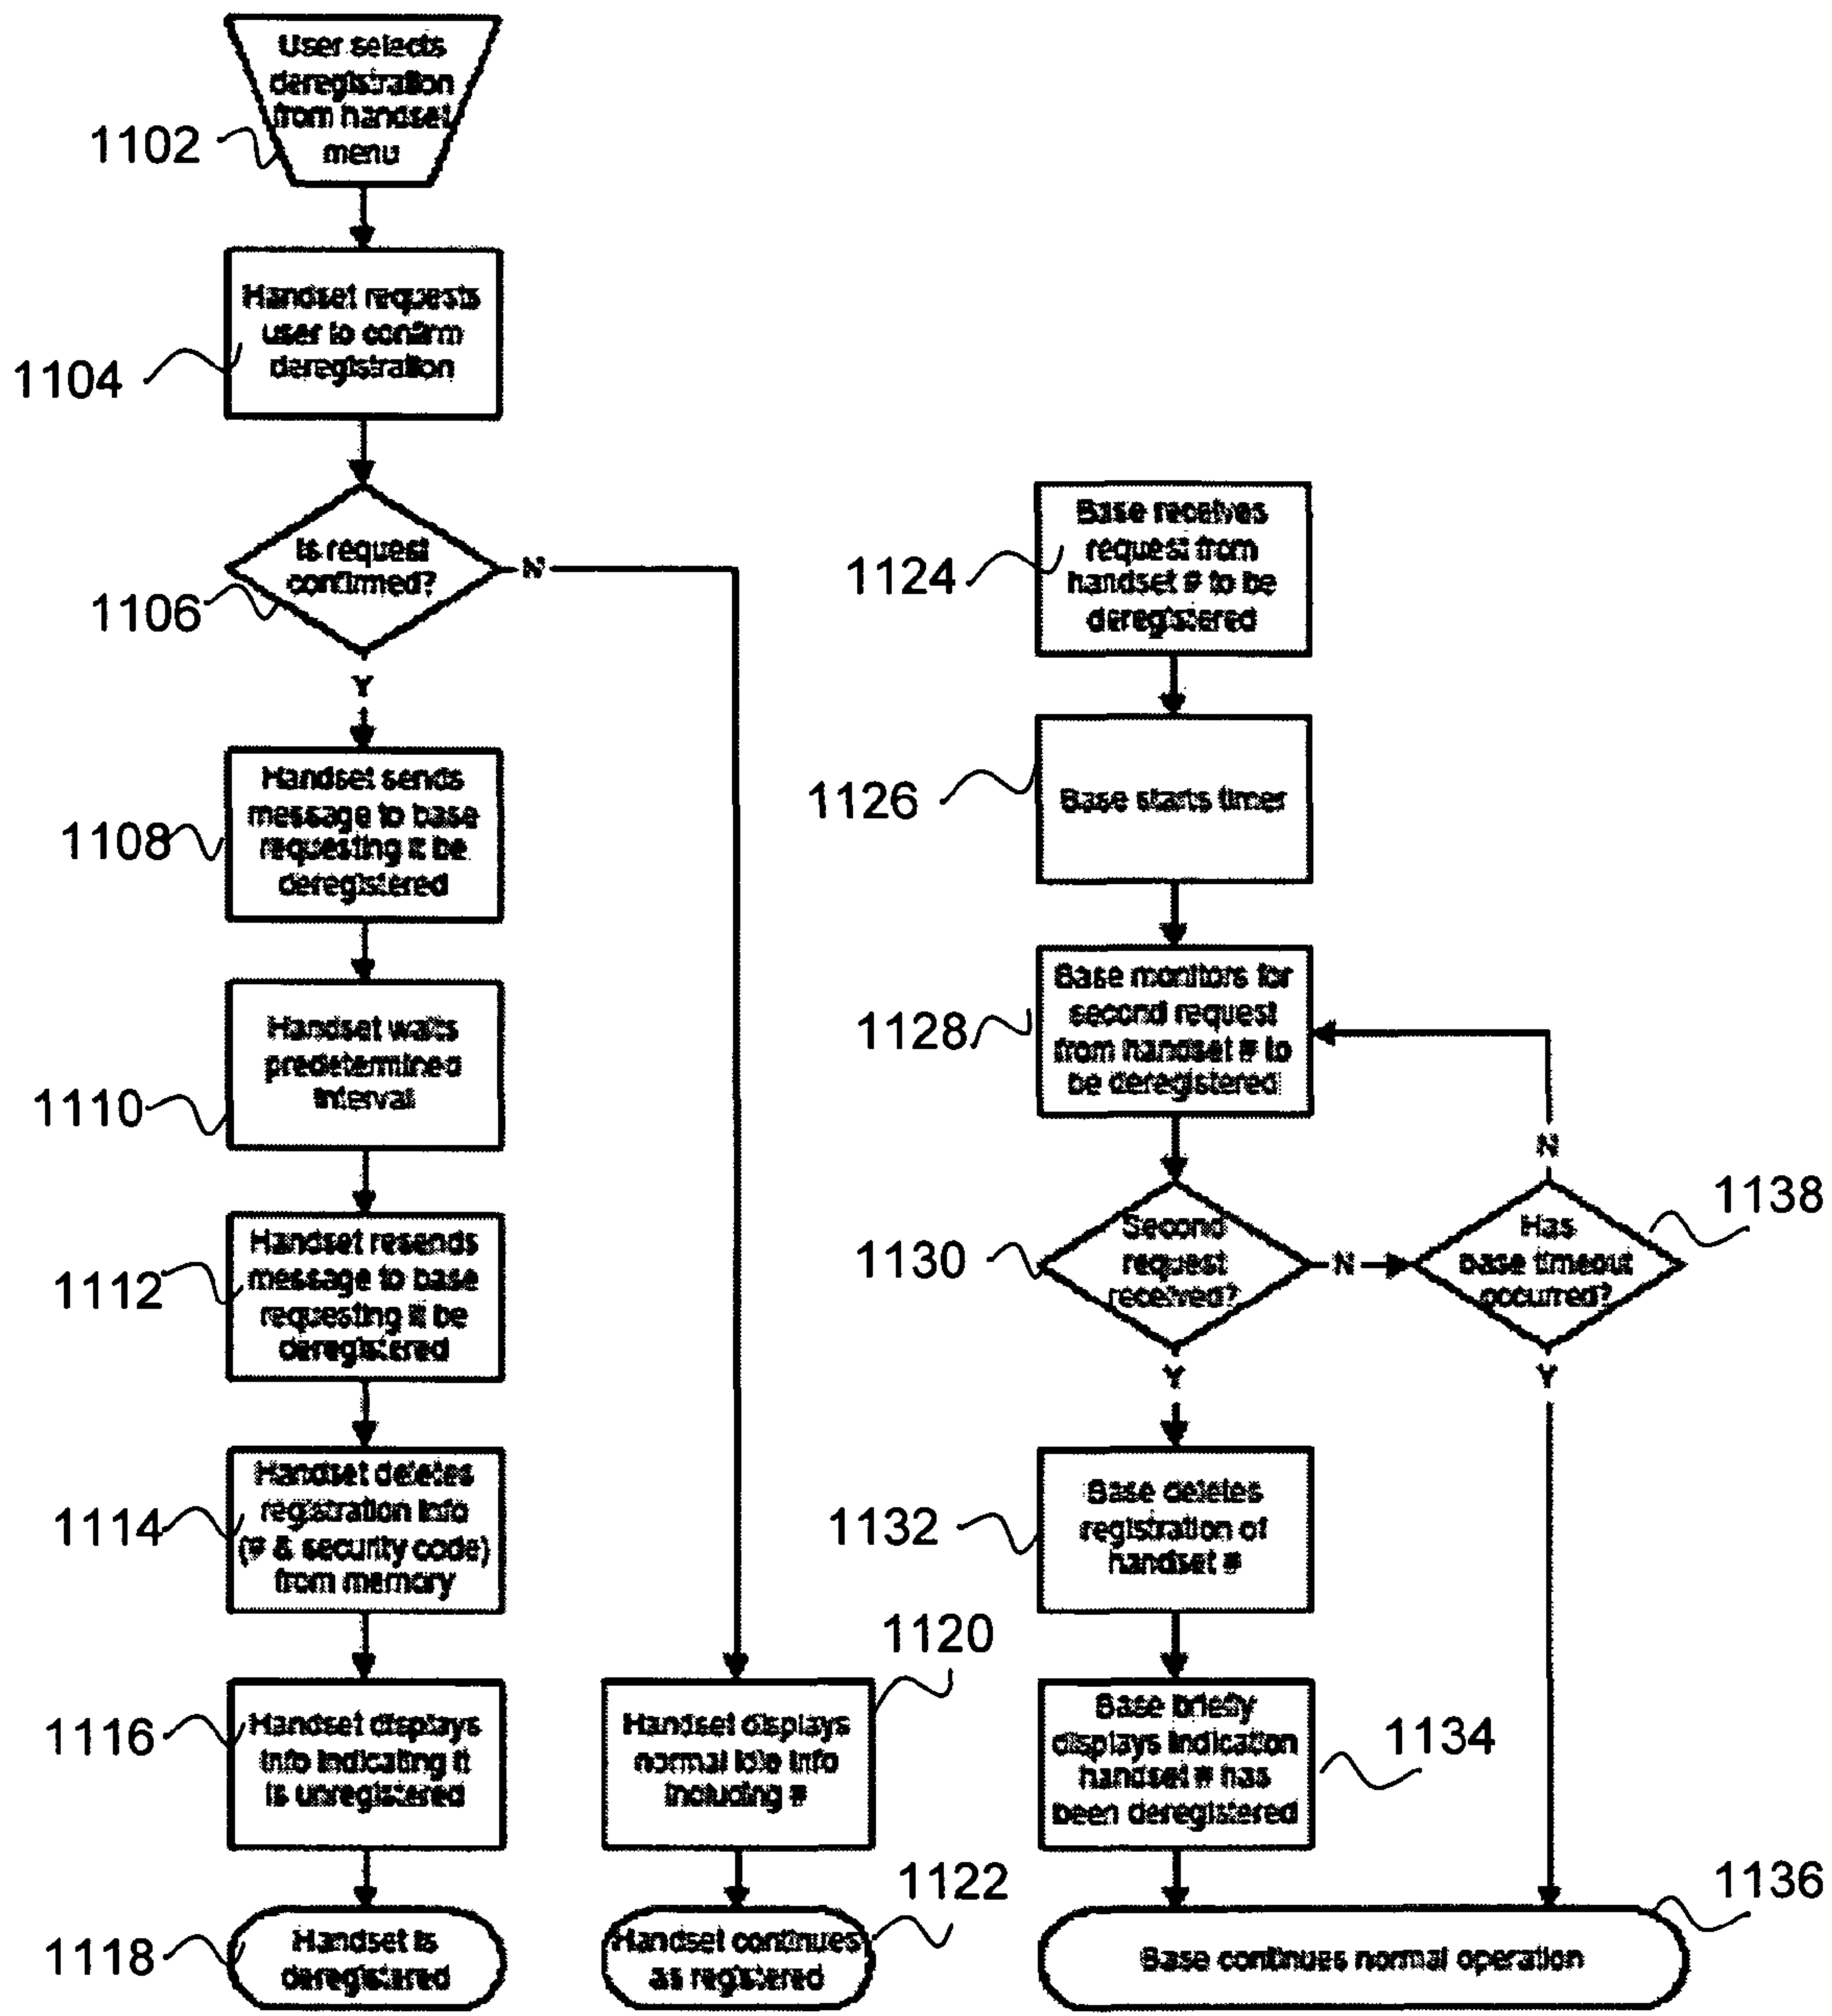 User selects
deregistration
from handset
menu
1102
Handset requests
user to confirm
deregistration
1104
Is request
confirmed?
1106
N
Y
Handset sends
message to base
requesting it be
deregistered
1108
Handset waits
predetermined
interval
1110
Handset resends
message to base
requesting it be
deregistered
1112
Handset deletes
registration info
(# & security code)
from memory
1114
Handset displays
info indicating it
is unregistered
1116
Handset is
deregistered
1118
1120
Handset displays
normal idle info
including #
1122
Handset continues
as registered
Base receives
request from
handset # to be
deregistered
1124
Base starts timer
1126
Base monitors for
second request
from handset # to
be deregistered
1128
Second
request
received?
1130
N
Has
base timeout
occurred?
1138
N
Y
Y
Base deletes
registration of
handset #
1132
Base briefly
displays indication
handset # has
been deregistered
1134
Base continues normal operation
1136